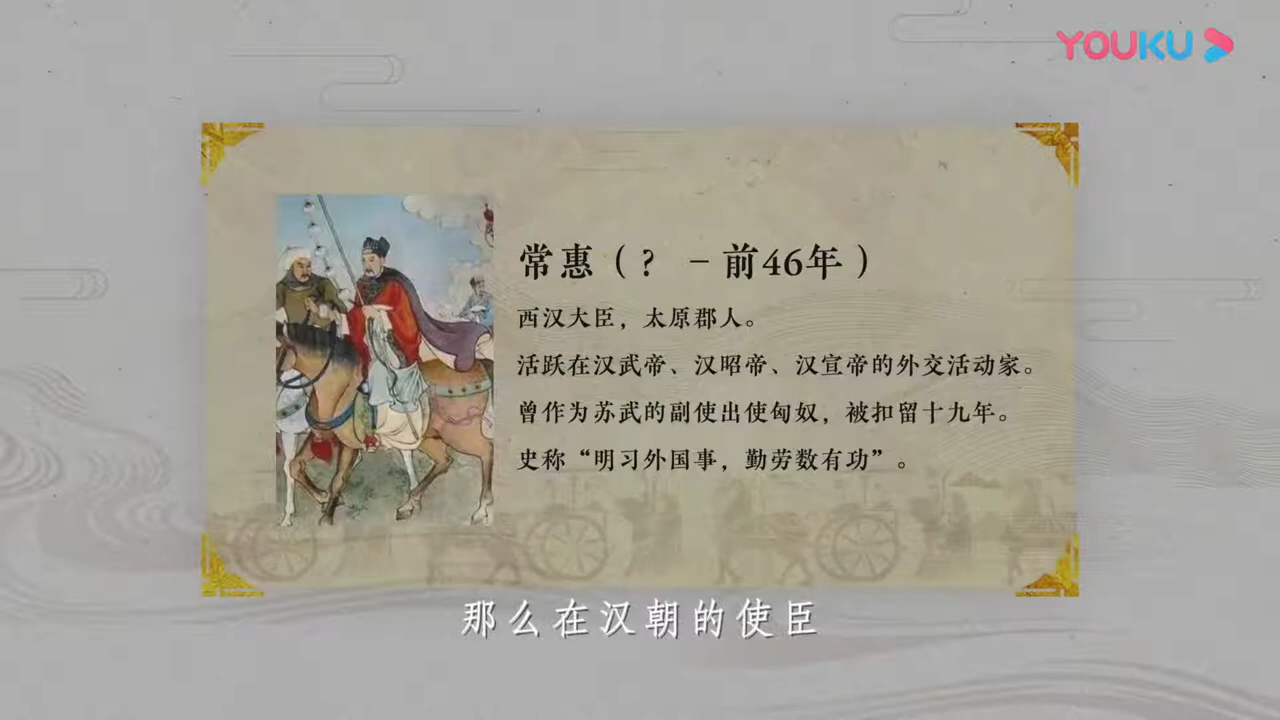 YOUKU
常惠（？ －前46年）
西汉大臣，太原郡人。
活跃在汉武帝、汉昭帝、汉宣帝的外交活动家。
曾作为苏武的副使出使匈奴，被扣留十九年。
史称“明习外国事，勤劳数有功”。
那么在汉朝的使臣